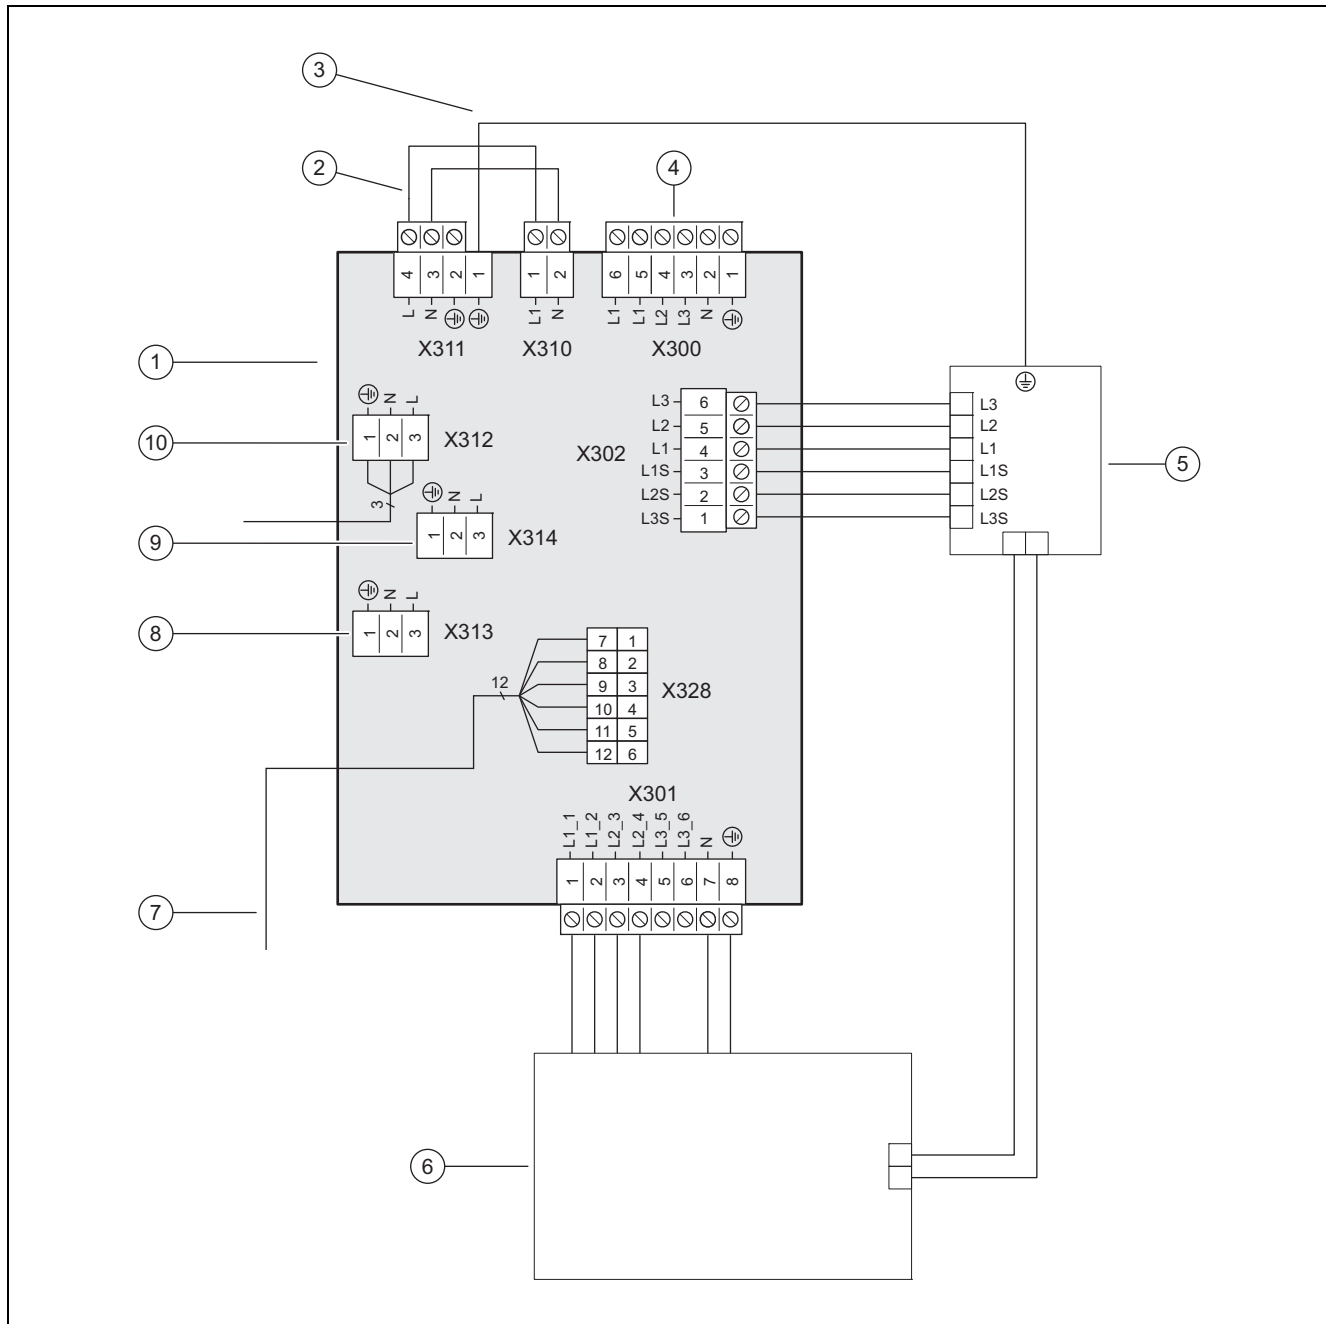 3
2
4
4 3 2 1
1 2
6 5 4 3 2 1
L N
L1 N
L1 L1 L2 L3 N
X311
X310
X300
1
N L
10
1 2 3
X312
3
9
N L
1 2 3
X314
8
N L
1 2 3
X313
X302
L3 6
L2 5
L1 4
L1S 3
L2S 2
L3S 1
L3
L2
L1
L1S
L2S
L3S
5
12
7 1
8 2
9 3
10 4
11 5
12 6
X328
7
X301
L1_1 L1_2 L2_3 L2_4 L3_5 L3_6 N
1 2 3 4 5 6 7 8
6